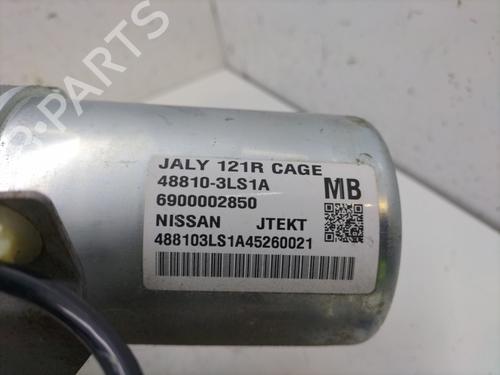 B-PARTS
JALY 121R CAGE
48810-3LS1A
MB
6900002850
NISSAN JTEKT
488103LS1A45260021